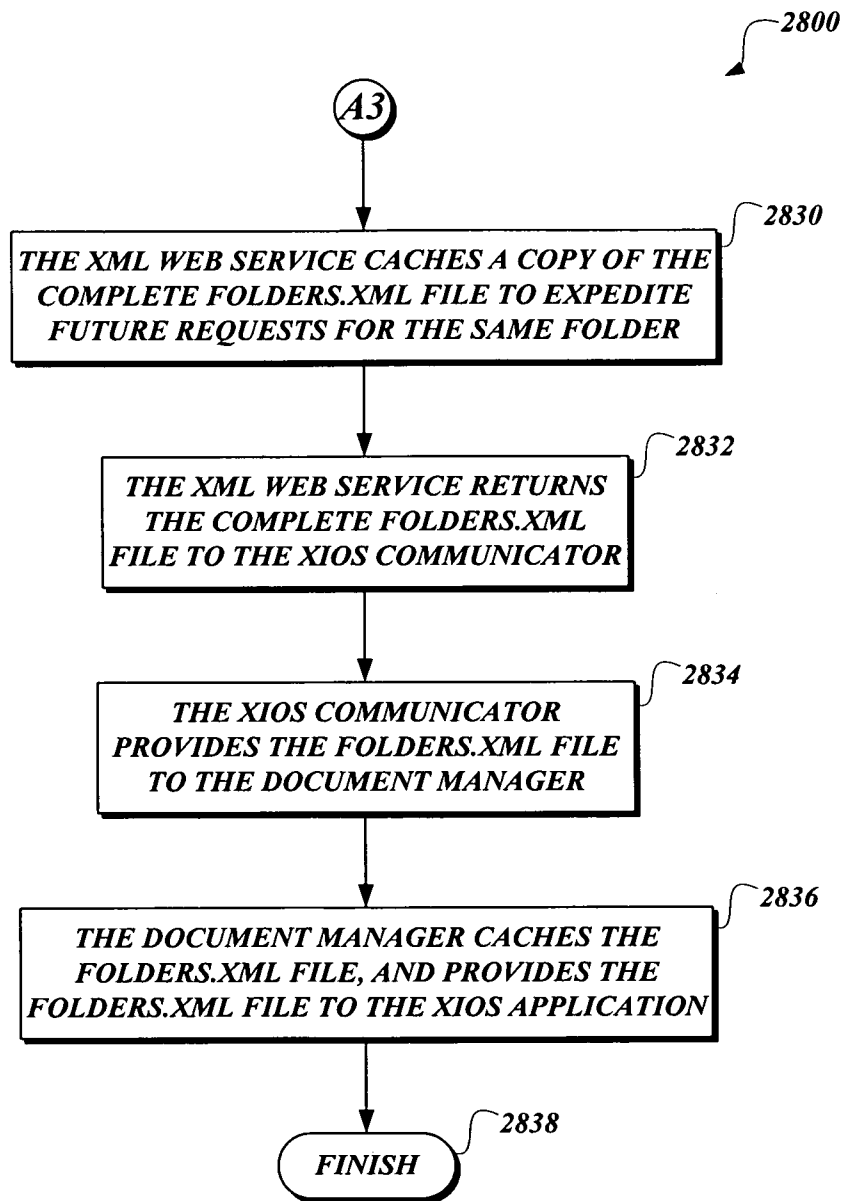 2800
A3
2830
THE XML WEB SERVICE CACHES A COPY OF THE
COMPLETE FOLDERS.XML FILE TO EXPEDITE
FUTURE REQUESTS FOR THE SAME FOLDER
2832
THE XML WEB SERVICE RETURNS
THE COMPLETE FOLDERS.XML
FILE TO THE XIOS COMMUNICATOR
2834
THE XIOS COMMUNICATOR
PROVIDES THE FOLDERS.XML FILE
TO THE DOCUMENT MANAGER
2836
THE DOCUMENT MANAGER CACHES THE
FOLDERS.XML FILE, AND PROVIDES THE
FOLDERS.XML FILE TO THE XIOS APPLICATION
2838
FINISH